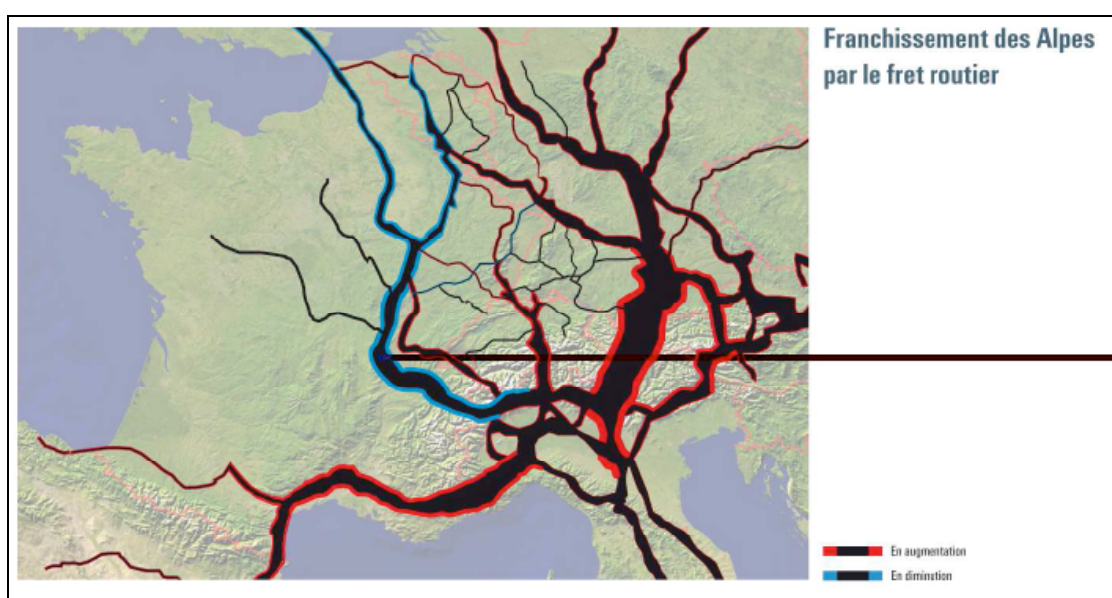 Franchissement des Alpes
par le fret routier
En augmentation
En diminution